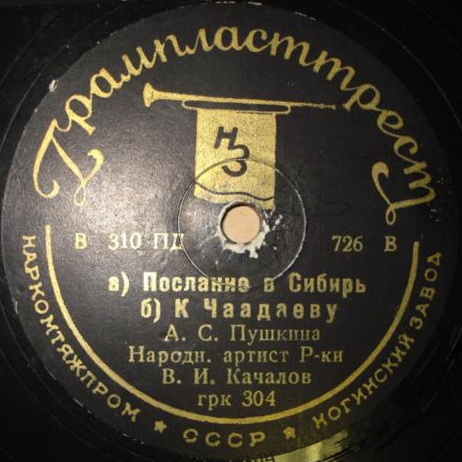 Грампласттрест
НЗ
В 310 ПД 726 В
а) Послание в Сибирь
б) К Чаадаеву
А. С. Пушкина
Народн. артист Р-ки
В. И. Качалов
грк 304
НАРКОМТЯЖПРОМ ★ СССР ★ НОГИНСКИЙ ЗАВОД